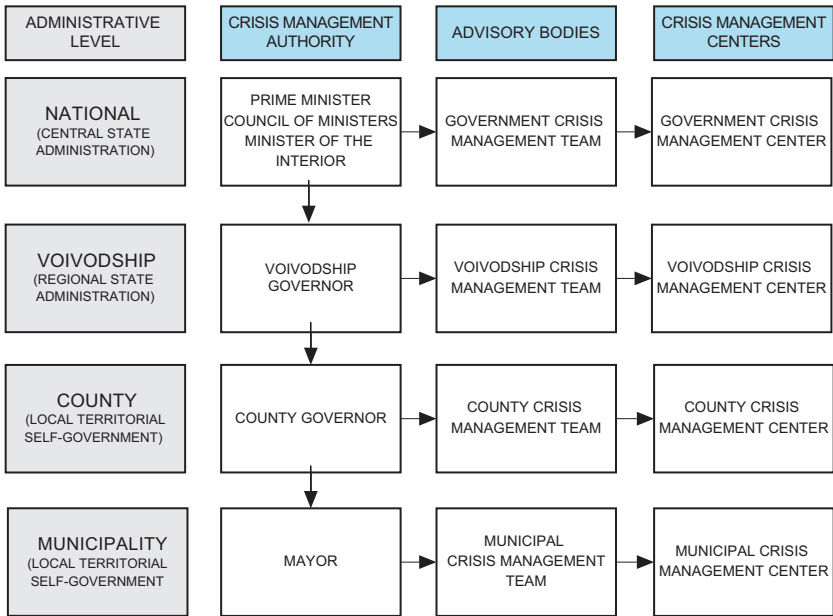 ADMINISTRATIVE
LEVEL
CRISIS MANAGEMENT
AUTHORITY
ADVISORY BODIES
CRISIS MANAGEMENT
CENTERS
NATIONAL
(CENTRAL STATE
ADMINISTRATION)
PRIME MINISTER
COUNCIL OF MINISTERS
MINISTER OF THE
INTERIOR
GOVERNMENT CRISIS
MANAGEMENT TEAM
GOVERNMENT CRISIS
MANAGEMENT CENTER
VOIVODSHIP
(REGIONAL STATE
ADMINISTRATION)
VOIVODSHIP
GOVERNOR
VOIVODSHIP CRISIS
MANAGEMENT TEAM
VOIVODSHIP CRISIS
MANAGEMENT CENTER
COUNTY
(LOCAL TERRITORIAL
SELF-GOVERNMENT)
COUNTY GOVERNOR
COUNTY CRISIS
MANAGEMENT TEAM
COUNTY CRISIS
MANAGEMENT CENTER
MUNICIPALITY
(LOCAL TERRITORIAL
SELF-GOVERNMENT
MAYOR
MUNICIPAL
CRISIS MANAGEMENT
TEAM
MUNICIPAL CRISIS
MANAGEMENT CENTER